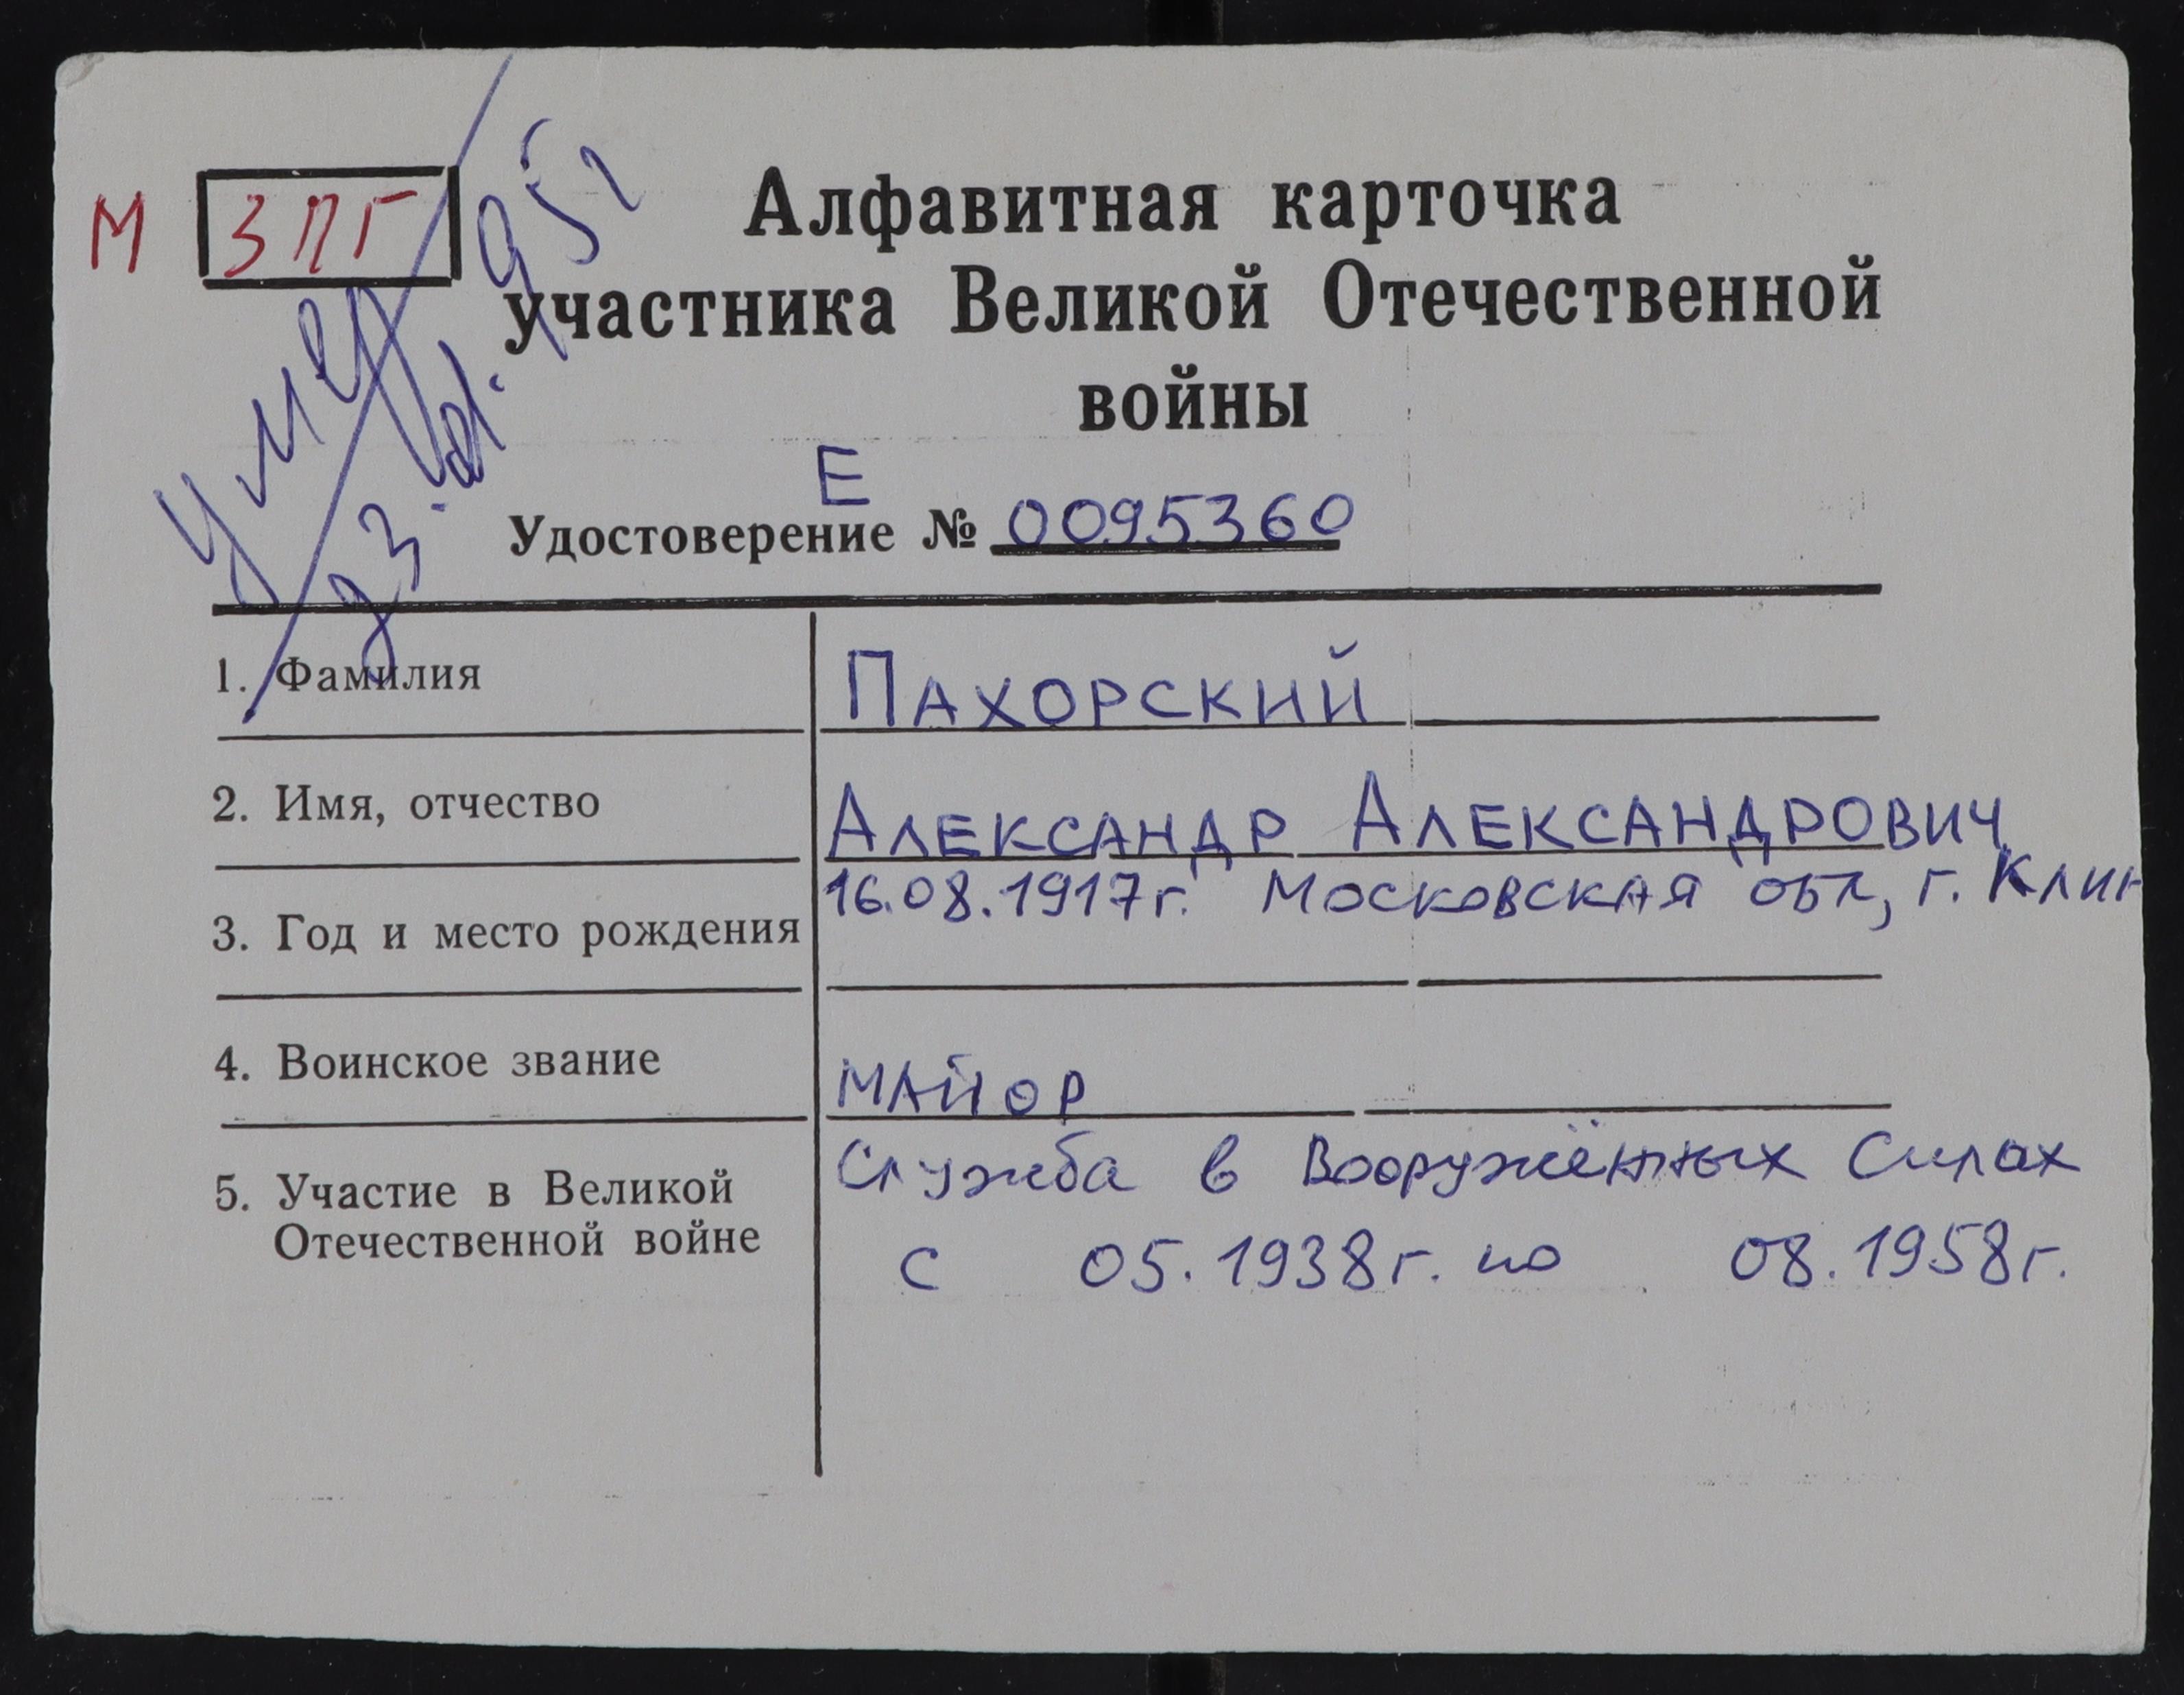 М ЗПГ
умер
23.01.95г
Алфавитная карточка
участника Великой Отечественной
войны
Е
Удостоверение № 0095360
1. Фамилия ПАХОРСКИЙ
2. Имя, отчество АЛЕКСАНДР АЛЕКСАНДРОВИЧ
3. Год и место рождения 16.08.1917г. МОСКОВСКАЯ ОБЛ, г. КЛИН
4. Воинское звание МАЙОР
5. Участие в Великой Служба в Вооружённых Силах
Отечественной войне с 05.1938г. по 08.1958г.